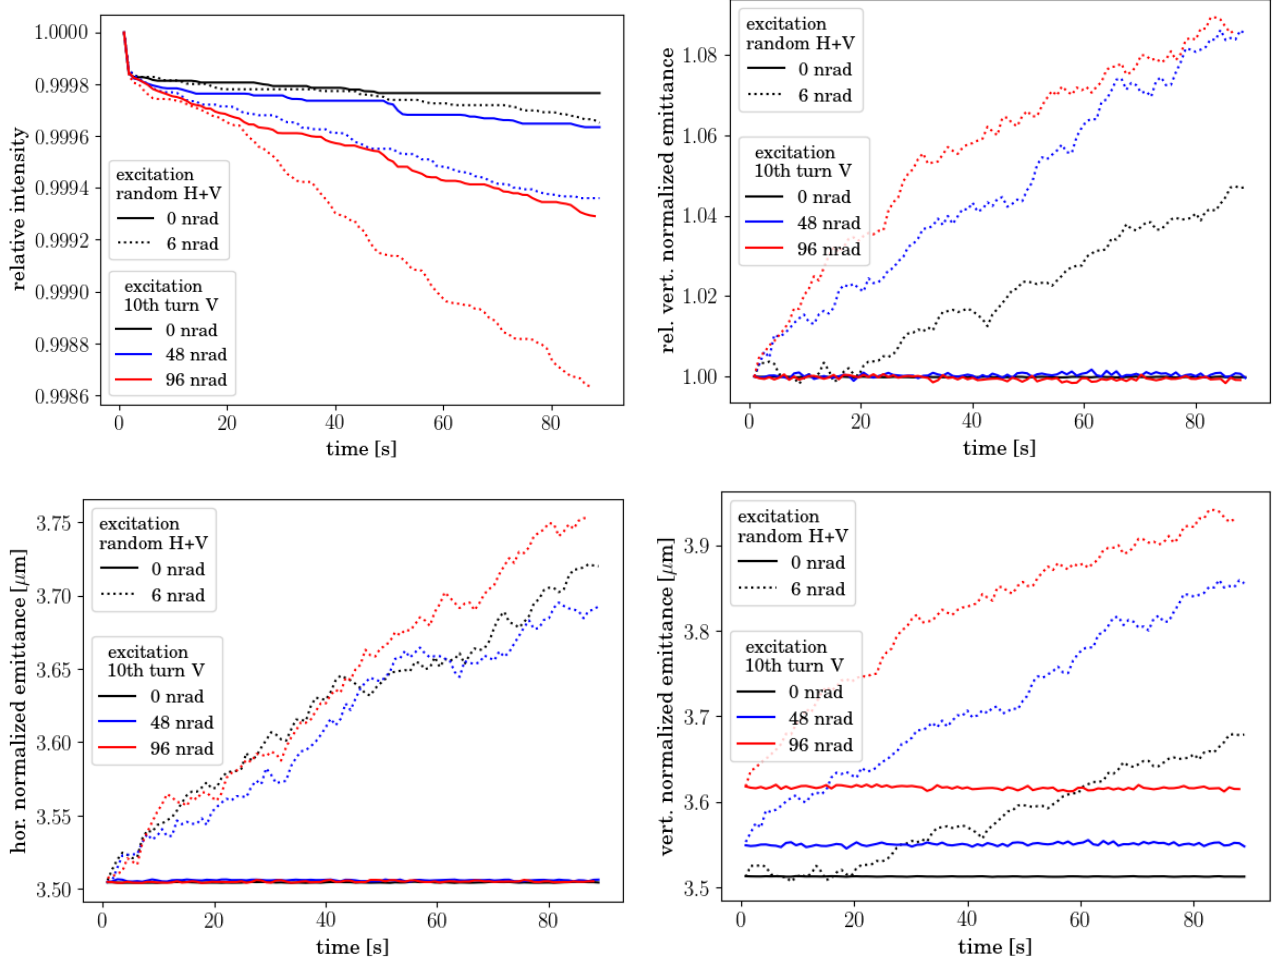 1.0000
0.9998
0.9996
0.9994
0.9992
0.9990
0.9988
0.9986
relative intensity
excitation
random H+V
0 nrad
6 nrad
excitation
10th turn V
0 nrad
48 nrad
96 nrad
0
20
40
60
80
time [s]
1.08
1.06
1.04
1.02
1.00
rel. vert. normalized emittance
excitation
random H+V
0 nrad
6 nrad
excitation
10th turn V
0 nrad
48 nrad
96 nrad
0
20
40
60
80
time [s]
3.75
3.70
3.65
3.60
3.55
3.50
hor. normalized emittance [μm]
excitation
random H+V
0 nrad
6 nrad
excitation
10th turn V
0 nrad
48 nrad
96 nrad
0
20
40
60
80
time [s]
3.9
3.8
3.7
3.6
3.5
vert. normalized emittance [μm]
excitation
random H+V
0 nrad
6 nrad
excitation
10th turn V
0 nrad
48 nrad
96 nrad
0
20
40
60
80
time [s]